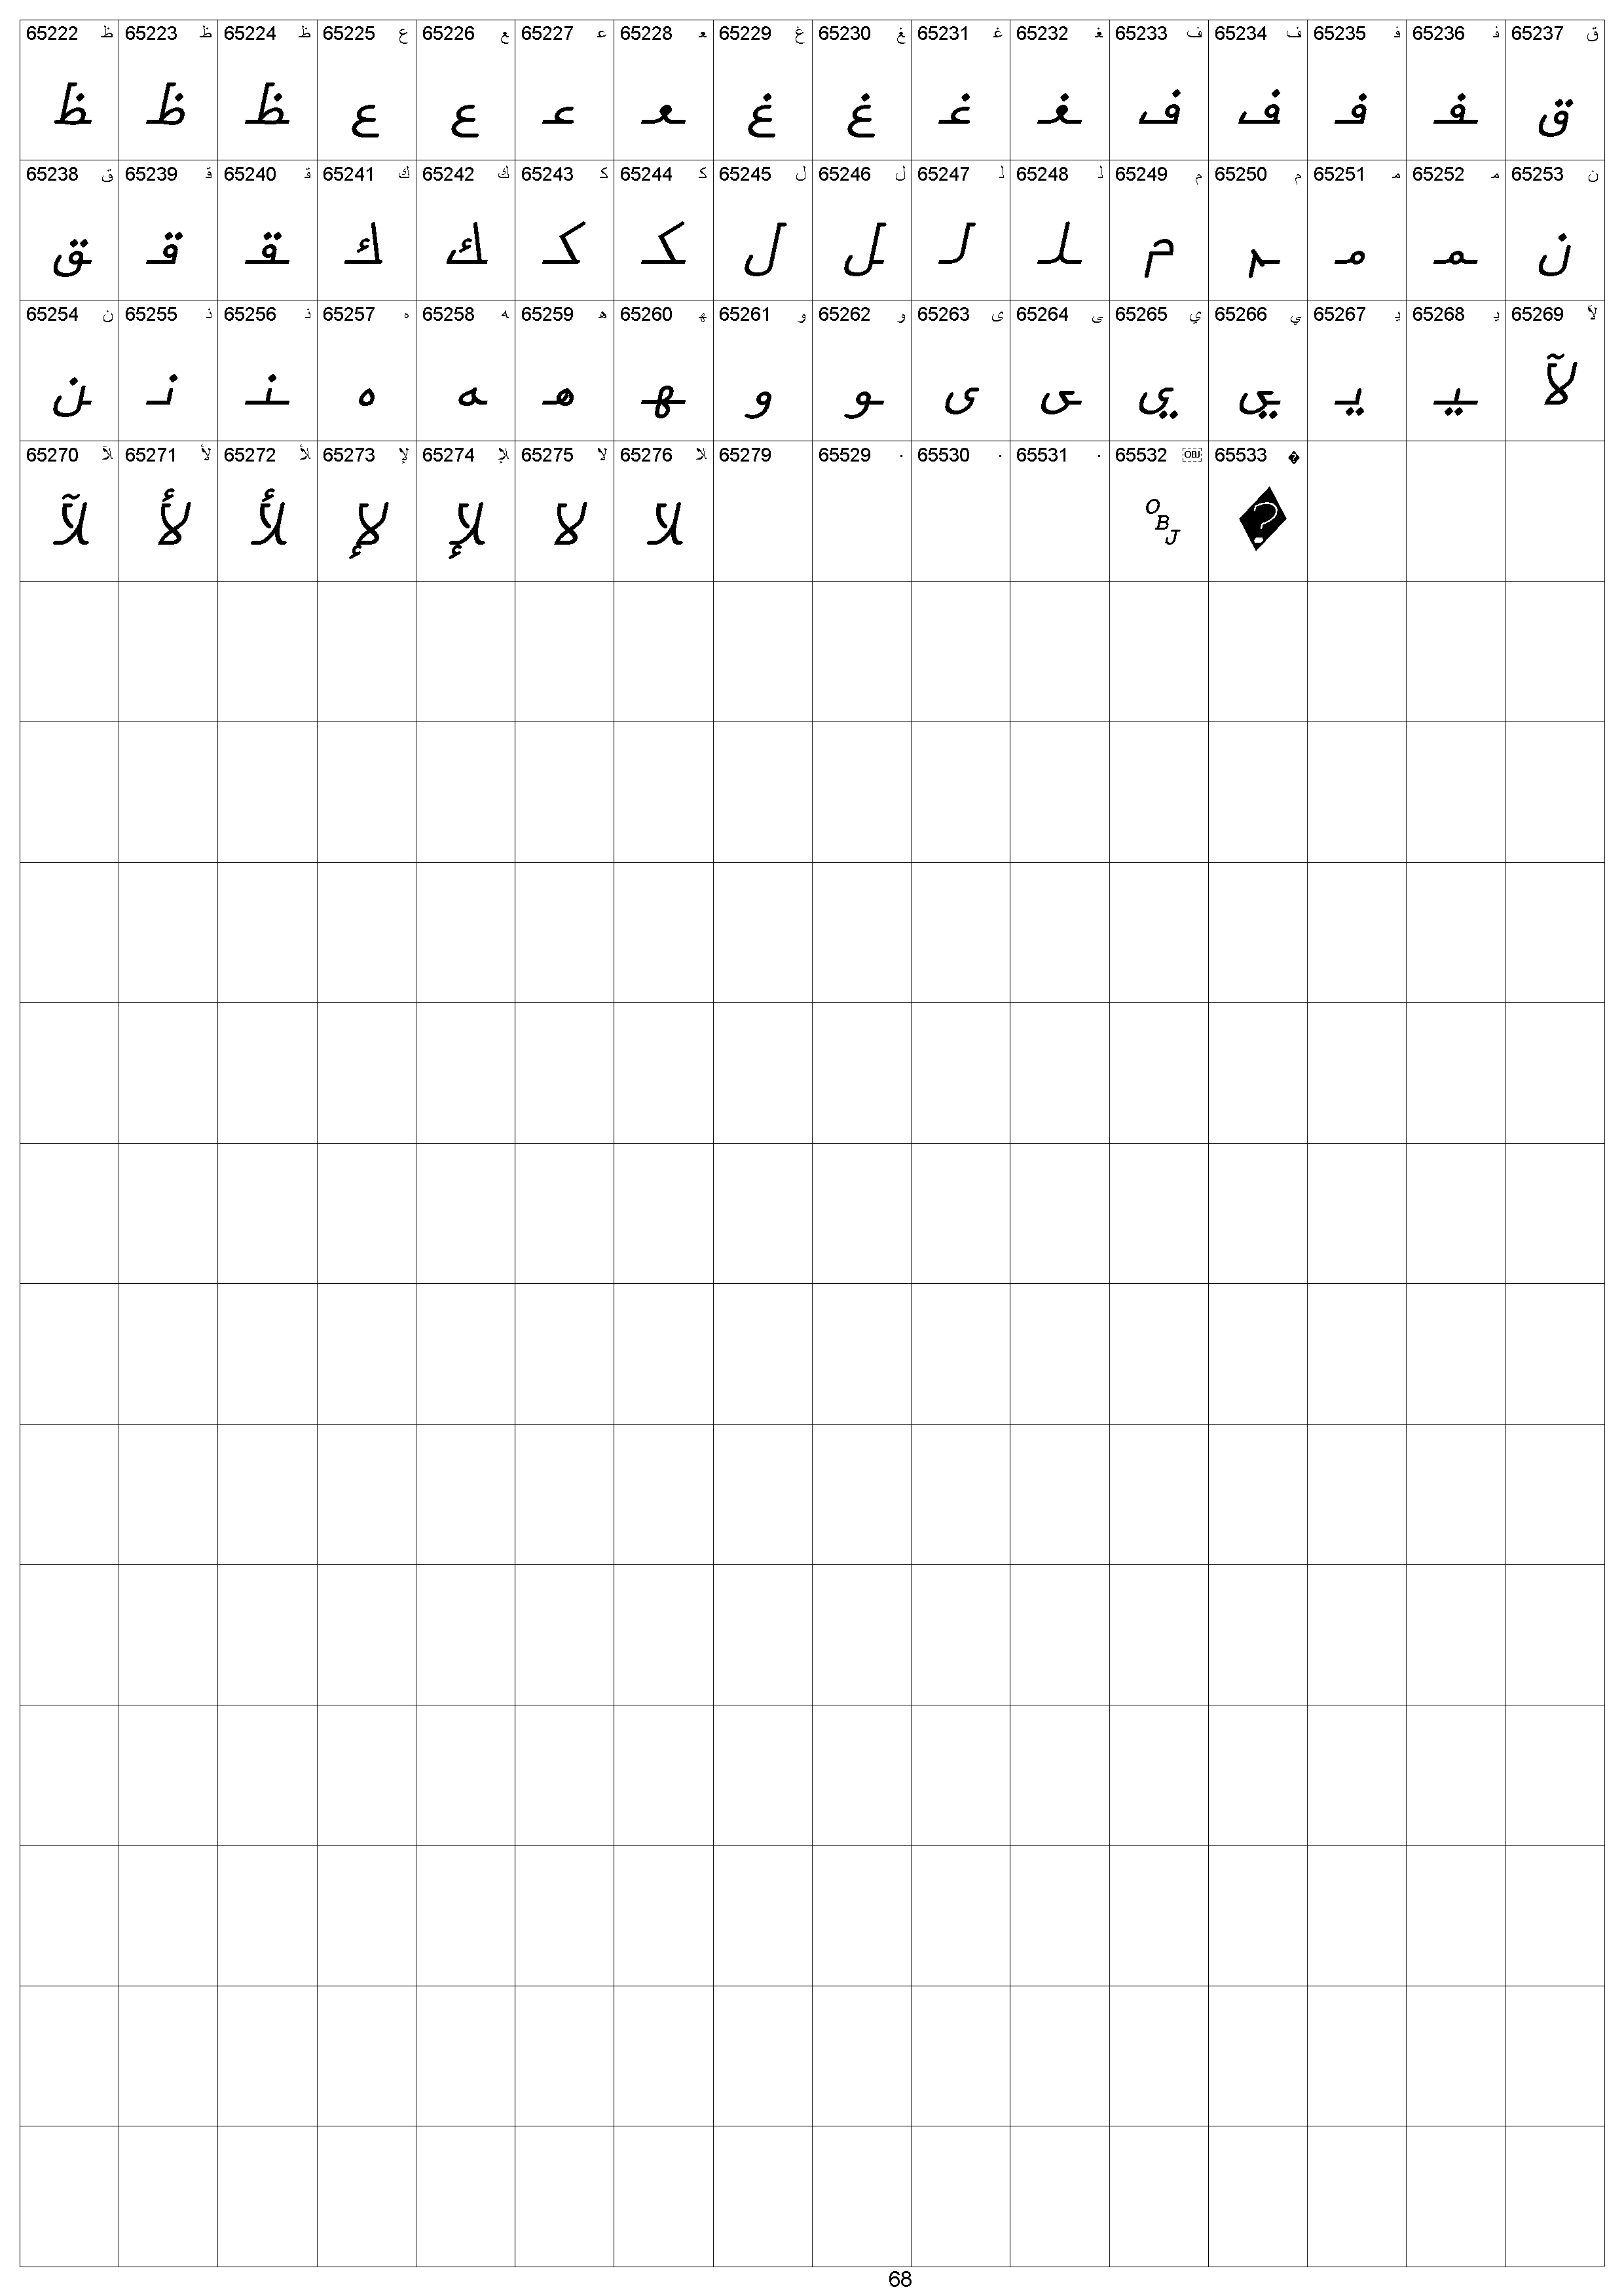 65222 ﻆ 65223 ﻇ 65224 ﻈ 65225 ﻉ 65226 ﻊ 65227 ﻋ 65228 ﻌ 65229 ﻍ 65230 ﻎ 65231 ﻏ 65232 ﻐ 65233 ﻑ 65234 ﻒ 65235 ﻓ 65236 ﻔ 65237 ﻕ
ﻆ ﻇ ﻈ ﻉ ﻊ ﻋ ﻌ ﻍ ﻎ ﻏ ﻐ ﻑ ﻒ ﻓ ﻔ ﻕ
65238 ﻖ 65239 ﻗ 65240 ﻘ 65241 ﻙ 65242 ﻚ 65243 ﻛ 65244 ﻜ 65245 ﻝ 65246 ﻞ 65247 ﻟ 65248 ﻠ 65249 ﻡ 65250 ﻢ 65251 ﻣ 65252 ﻤ 65253 ﻥ
ﻖ ﻗ ﻘ ﻙ ﻚ ﻛ ﻜ ﻝ ﻞ ﻟ ﻠ ﻡ ﻢ ﻣ ﻤ ﻥ
65254 ﻦ 65255 ﻧ 65256 ﻨ 65257 ﻩ 65258 ﻪ 65259 ﻫ 65260 ﻬ 65261 ﻭ 65262 ﻮ 65263 ﻯ 65264 ﻰ 65265 ﻱ 65266 ﻲ 65267 ﻳ 65268 ﻴ 65269 ﻵ
ﻦ ﻧ ﻨ ﻩ ﻪ ﻫ ﻬ ﻭ ﻮ ﻯ ﻰ ﻱ ﻲ ﻳ ﻴ ﻵ
65270 ﻶ 65271 ﻷ 65272 ﻸ 65273 ﻹ 65274 ﻺ 65275 ﻻ 65276 ﻼ 65279 65529 · 65530 · 65531 · 65532 OBJ 65533 �
ﻶ ﻷ ﻸ ﻹ ﻺ ﻻ ﻼ OBJ �
68